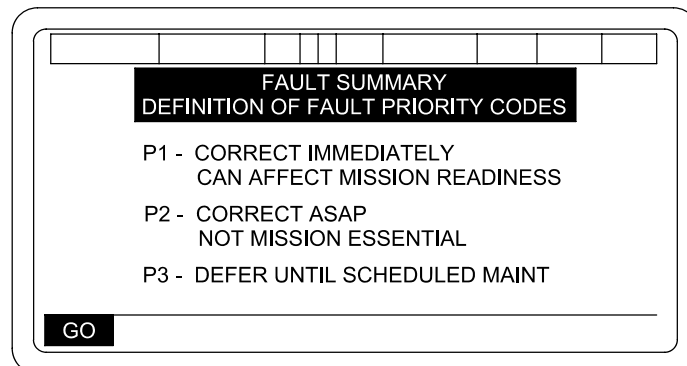 FAULT SUMMARY
DEFINITION OF FAULT PRIORITY CODES
P1 - CORRECT IMMEDIATELY
CAN AFFECT MISSION READINESS
P2 - CORRECT ASAP
NOT MISSION ESSENTIAL
P3 - DEFER UNTIL SCHEDULED MAINT
GO